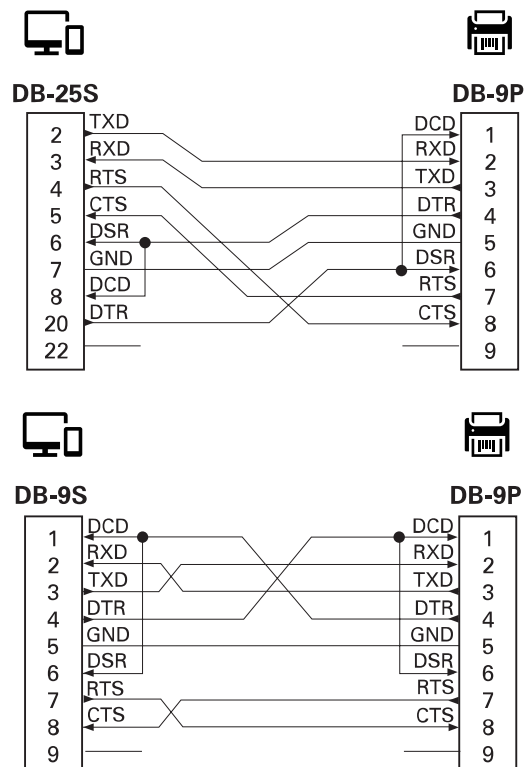 DB-25S DB-9P
TXD DCD
2 1
RXD RXD
3 2
RTS TXD
4 3
CTS DTR
5 4
DSR GND
6 5
GND DSR
7 6
DCD RTS
8 7
DTR CTS
20 8
22 9
DB-9S DB-9P
DCD DCD
1 1
RXD RXD
2 2
TXD TXD
3 3
DTR DTR
4 4
GND GND
5 5
DSR DSR
6 6
RTS RTS
7 7
CTS CTS
8 8
9 9